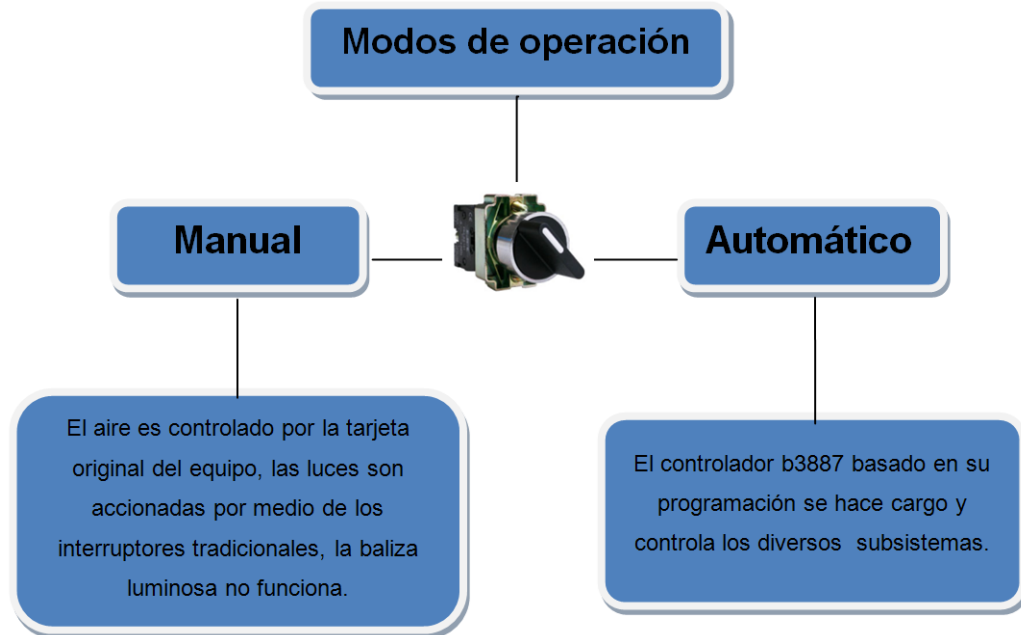 Modos de operación
Manual
Automático
El aire es controlado por la tarjeta
original del equipo, las luces son
accionadas por medio de los
interruptores tradicionales, la baliza
luminosa no funciona.
El controlador b3887 basado en su
programación se hace cargo y
controla los diversos subsistemas.